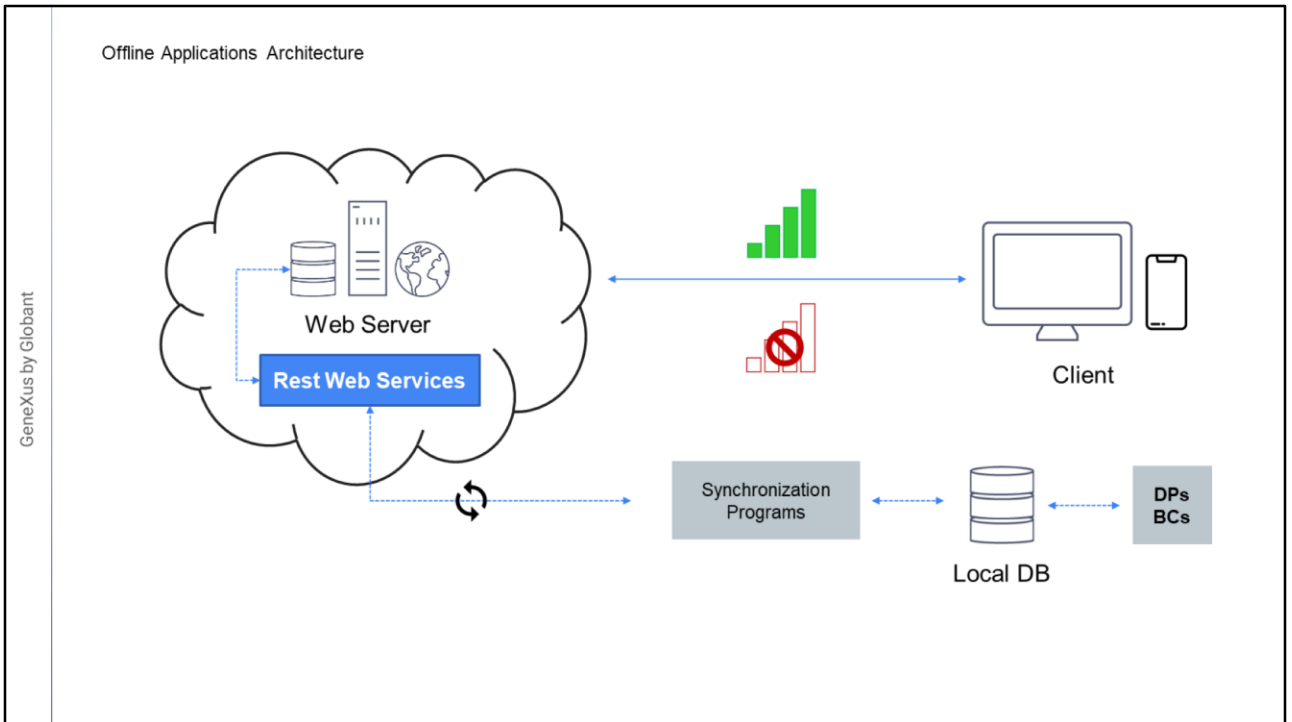 Offline Applications Architecture
GeneXus by Globant
Web Server
Rest Web Services
Client
Synchronization
Programs
DPs
BCs
Local DB